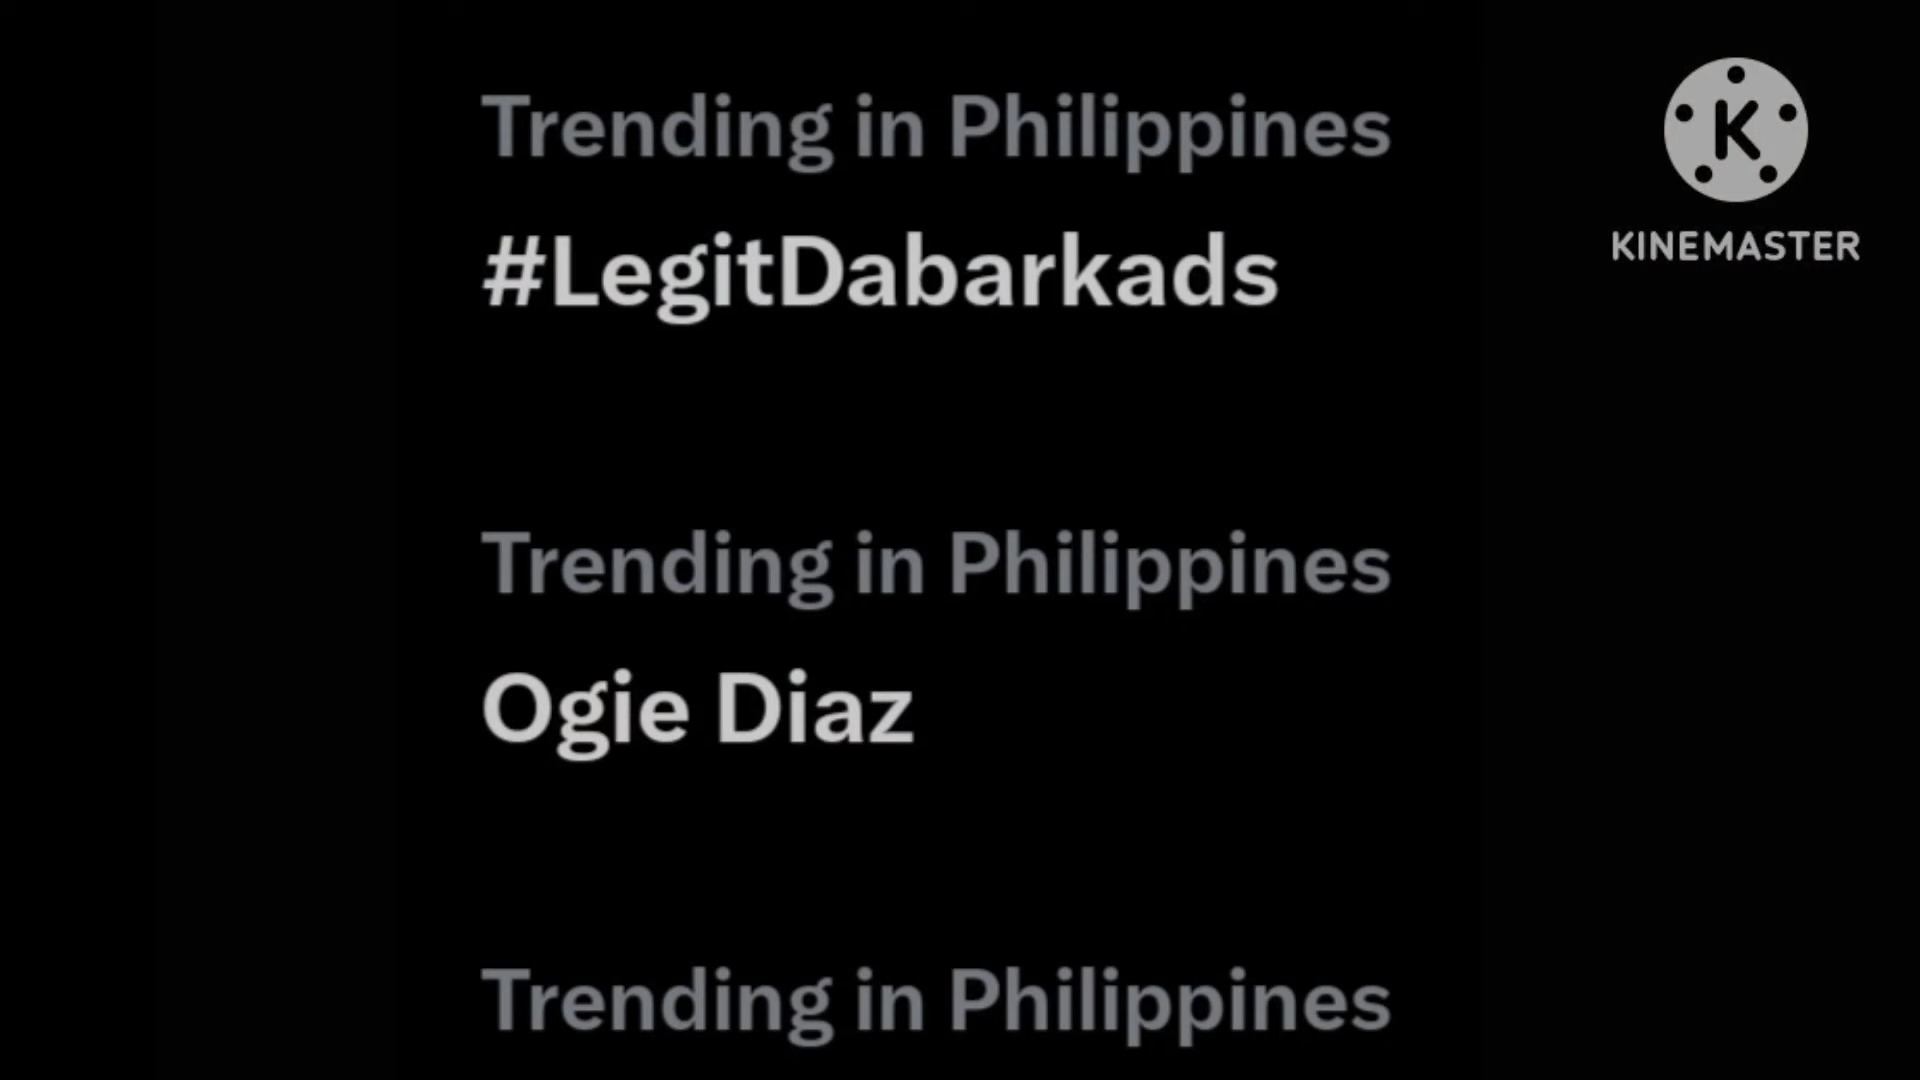 Trending in Philippines
#LegitDabarkads
Trending in Philippines
Ogie Diaz
Trending in Philippines
K
KINEMASTER